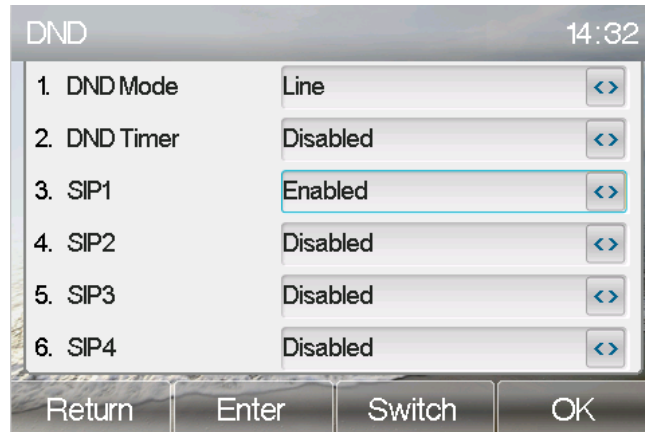 DND 14:32
1. DND Mode Line
2. DND Timer Disabled
3. SIP1 Enabled
4. SIP2 Disabled
5. SIP3 Disabled
6. SIP4 Disabled
Return Enter Switch OK